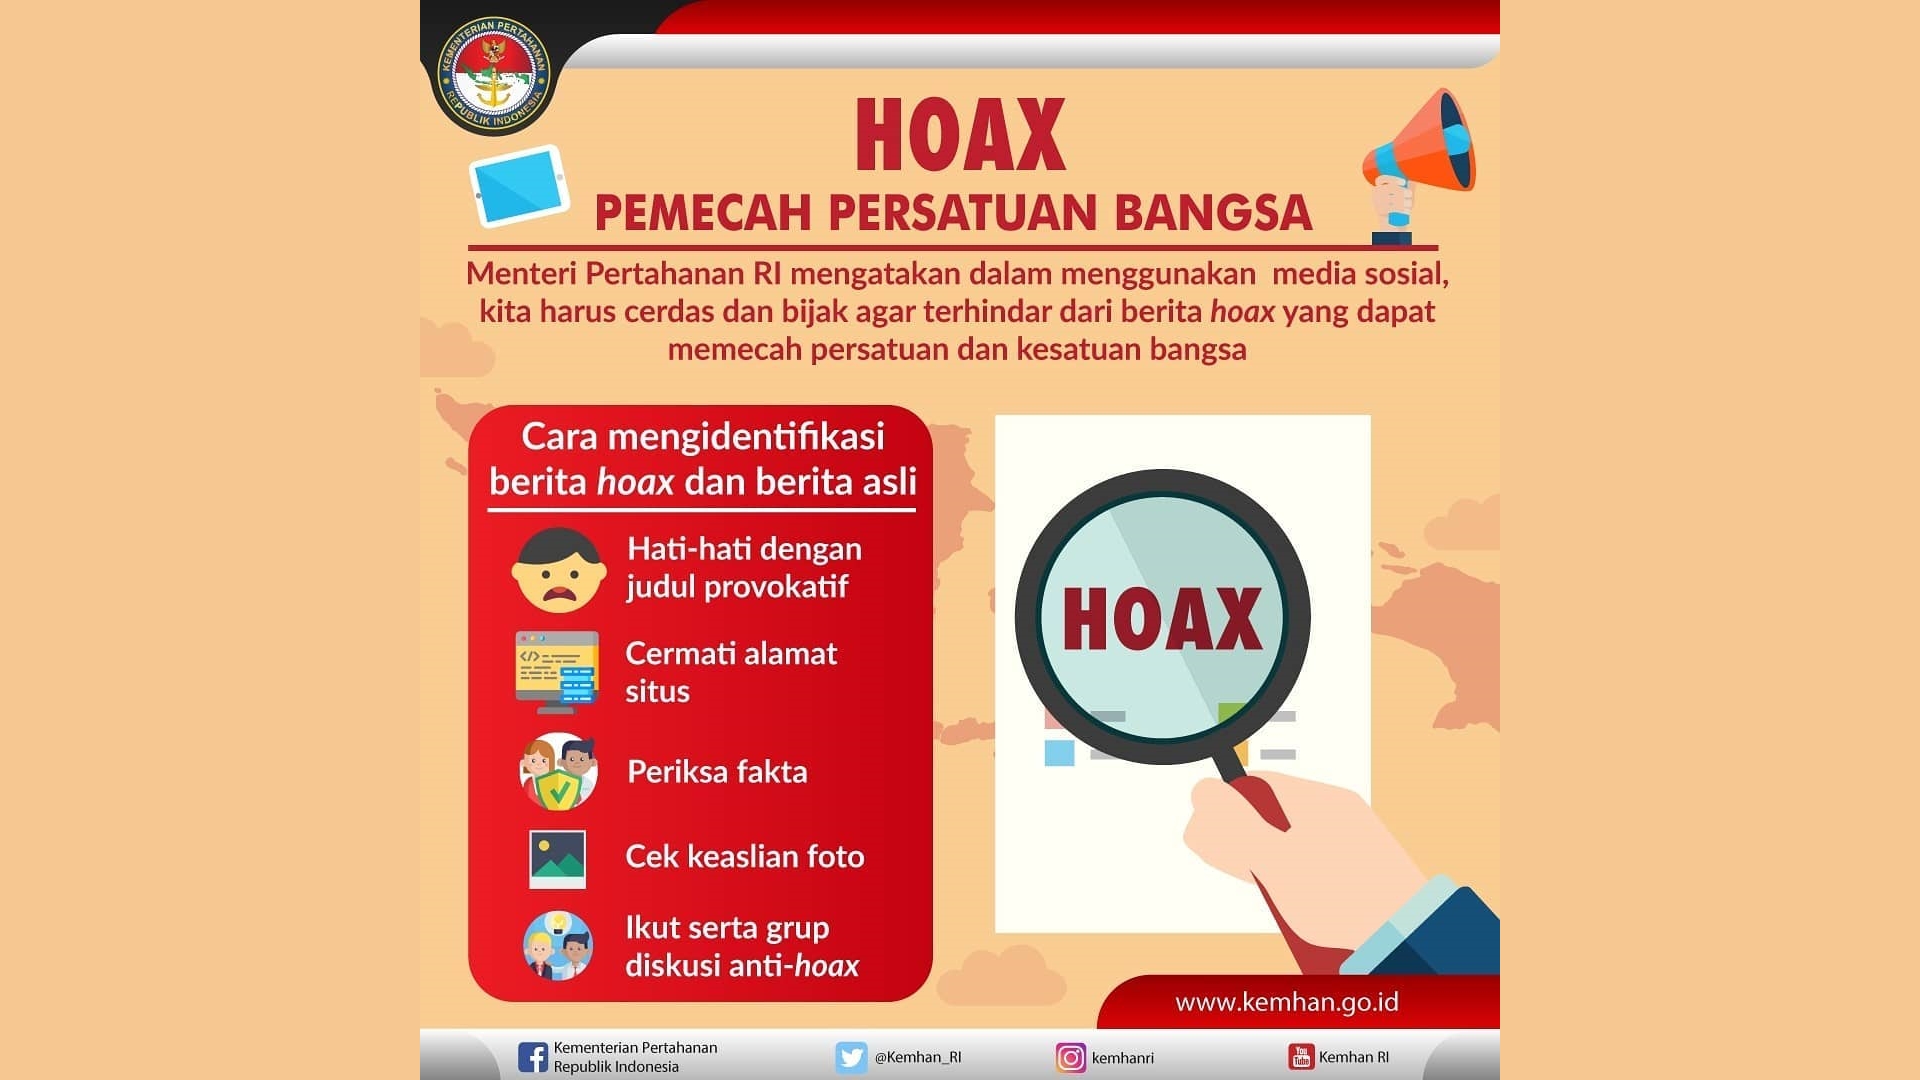 KEMENTERIAN PERTAHANAN
REPUBLIK INDONESIA
HOAX
PEMECAH PERSATUAN BANGSA
Menteri Pertahanan RI mengatakan dalam menggunakan media sosial,
kita harus cerdas dan bijak agar terhindar dari berita hoax yang dapat
memecah persatuan dan kesatuan bangsa
Cara mengidentifikasi
berita hoax dan berita asli
Hati-hati dengan
judul provokatif
Cermati alamat
situs
Periksa fakta
Cek keaslian foto
Ikut serta grup
diskusi anti-hoax
HOAX
www.kemhan.go.id
Kementerian Pertahanan
Republik Indonesia
@Kemhan_RI
kemhanri
You
Tube
Kemhan RI